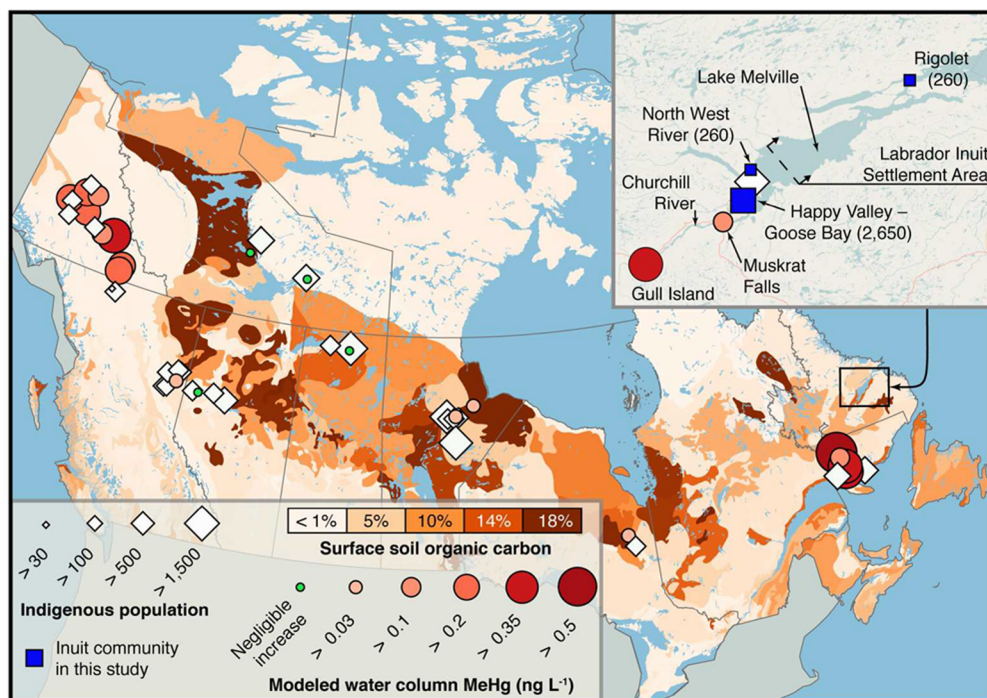 Rigolet
(260)
Lake Melville
North West
River (260)
Labrador Inuit
Settlement Area
Churchill
River
Happy Valley –
Goose Bay (2,650)
Muskrat
Falls
Gull Island
> 30
> 100
> 500
> 1,500
Indigenous population
Inuit community
in this study
< 1%
5%
10%
14%
18%
Surface soil organic carbon
Negligible
increase
> 0.03
> 0.1
> 0.2
> 0.35
> 0.5
Modeled water column MeHg (ng L⁻¹)